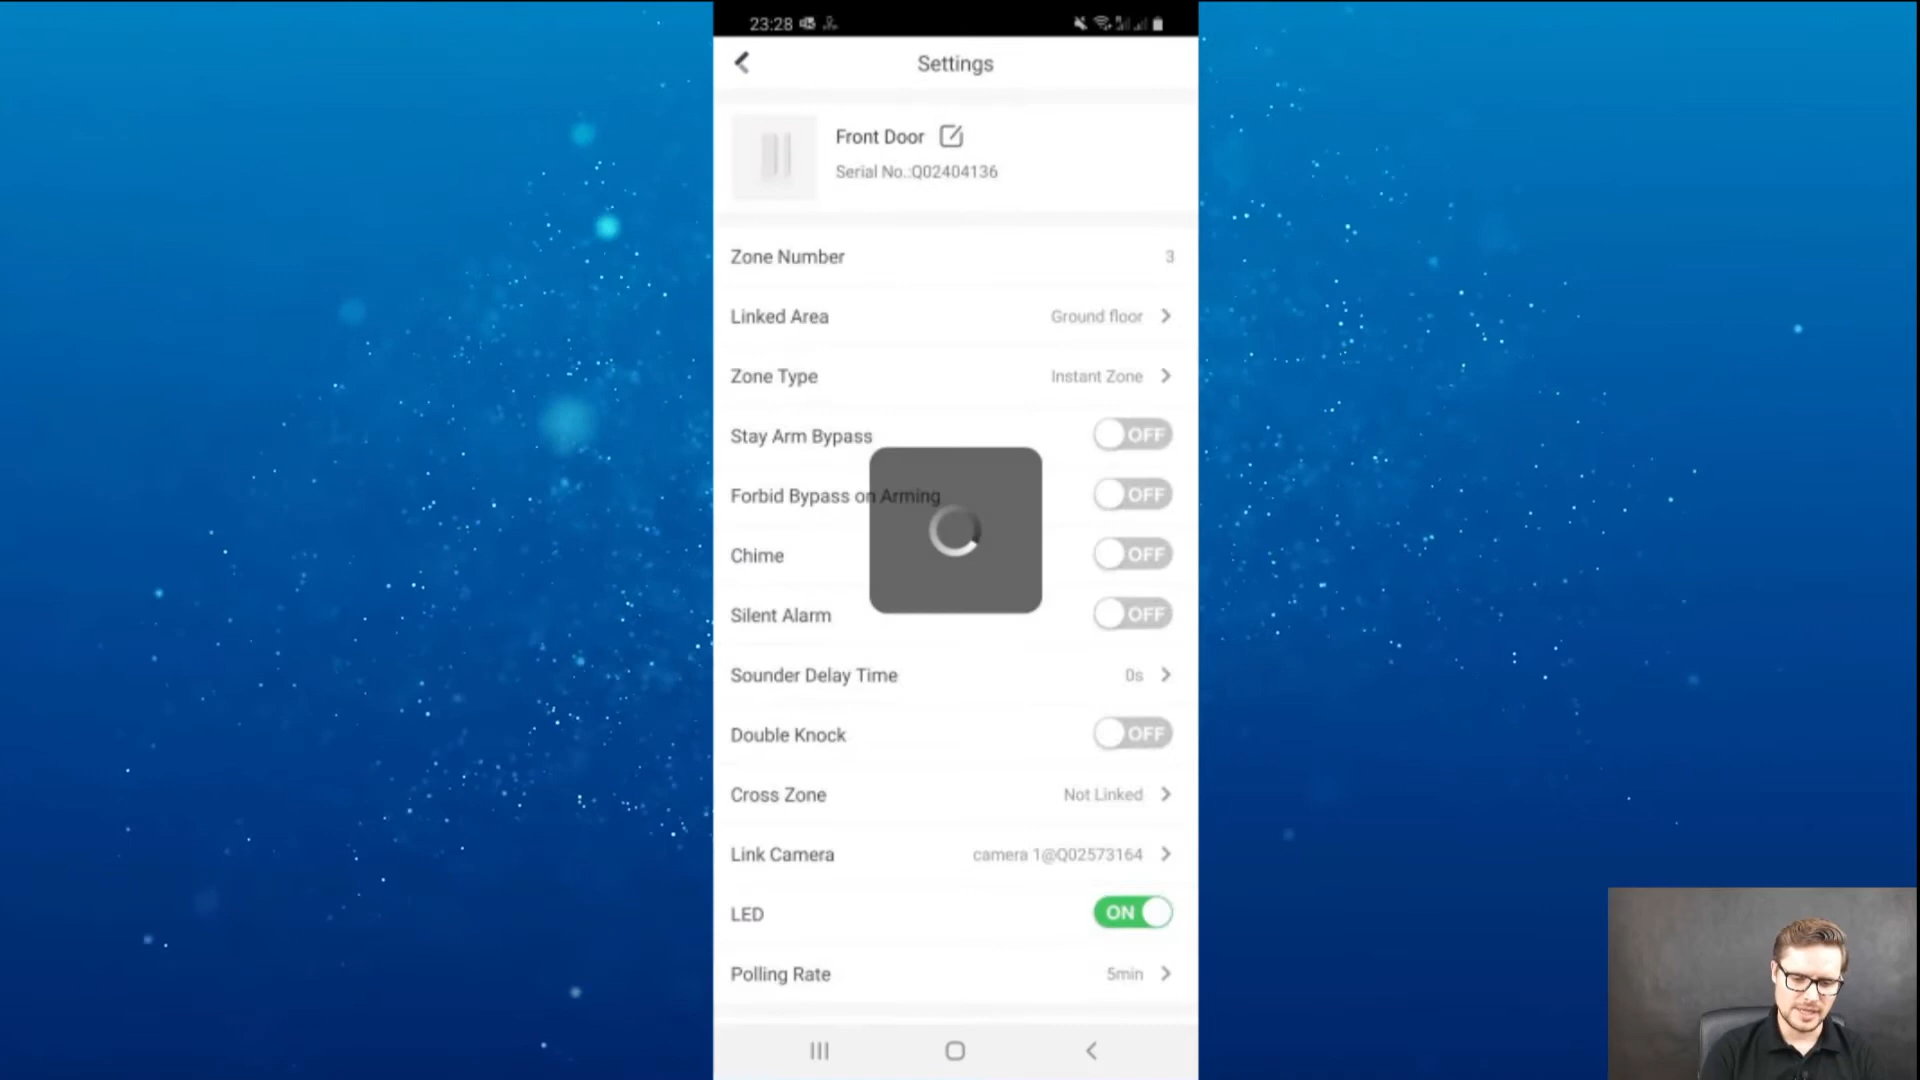 23:28
Settings
Front Door
Serial No.:Q02404136
Zone Number 3
Linked Area Ground floor
Zone Type Instant Zone
Stay Arm Bypass OFF
Forbid Bypass on Arming OFF
Chime OFF
Silent Alarm OFF
Sounder Delay Time 0s
Double Knock OFF
Cross Zone Not Linked
Link Camera camera 1@Q02573164
LED ON
Polling Rate 5min